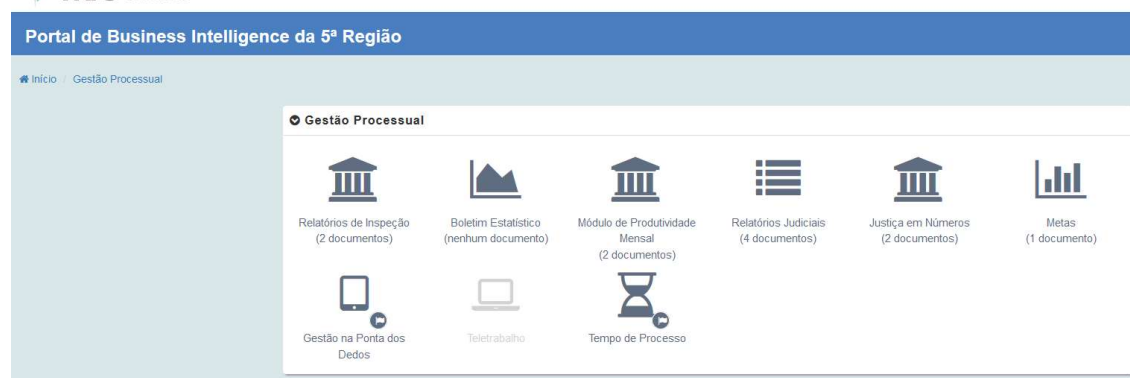 Portal de Business Intelligence da 5ª Região
Início / Gestão Processual
Gestão Processual
Relatórios de Inspeção
(2 documentos)
Boletim Estatístico
(nenhum documento)
Módulo de Produtividade
Mensal
(2 documentos)
Relatórios Judiciais
(4 documentos)
Justiça em Números
(2 documentos)
Metas
(1 documento)
Gestão na Ponta dos
Dedos
Teletrabalho
Tempo de Processo